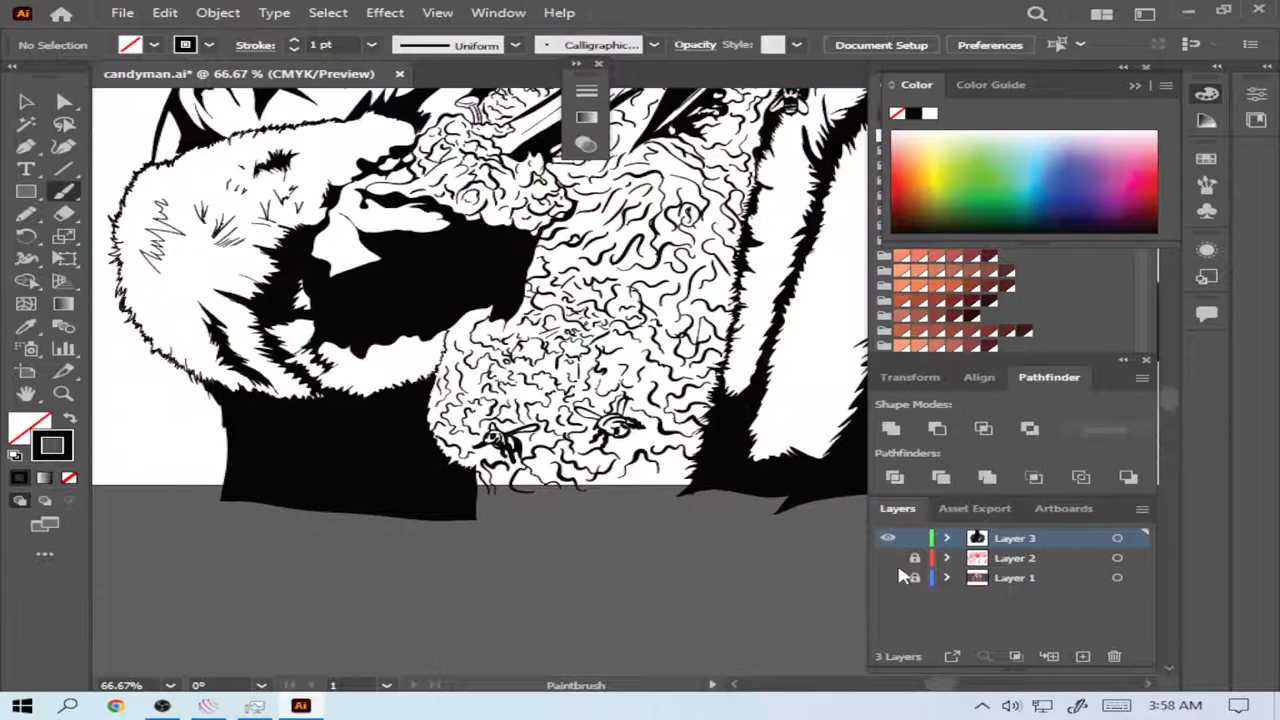 Ai File Edit Object Type Select Effect View Window Help
No Selection Stroke: 1 pt Uniform Calligraphic... Opacity Style: Document Setup Preferences
candyman.ai* @ 66.67 % (CMYK/Preview)
Color Color Guide
Transform Align Pathfinder
Shape Modes:
Pathfinders:
Layers Asset Export Artboards
Layer 3
Layer 2
Layer 1
3 Layers
66.67% 0° 1 Paintbrush
Ai 3:58 AM